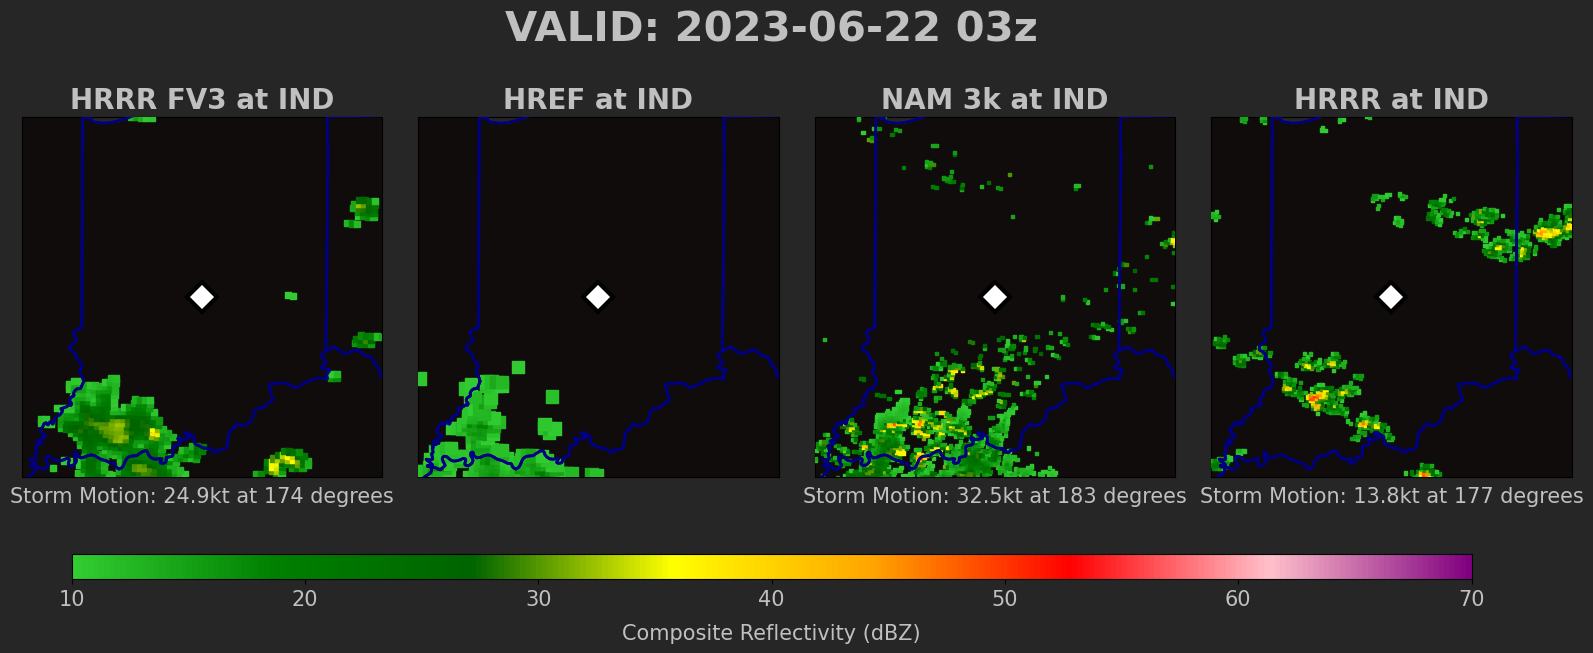 VALID: 2023-06-22 03z
HRRR FV3 at IND
HREF at IND
NAM 3k at IND
HRRR at IND
Storm Motion: 24.9kt at 174 degrees
Storm Motion: 32.5kt at 183 degrees
Storm Motion: 13.8kt at 177 degrees
10 20 30 40 50 60 70
Composite Reflectivity (dBZ)